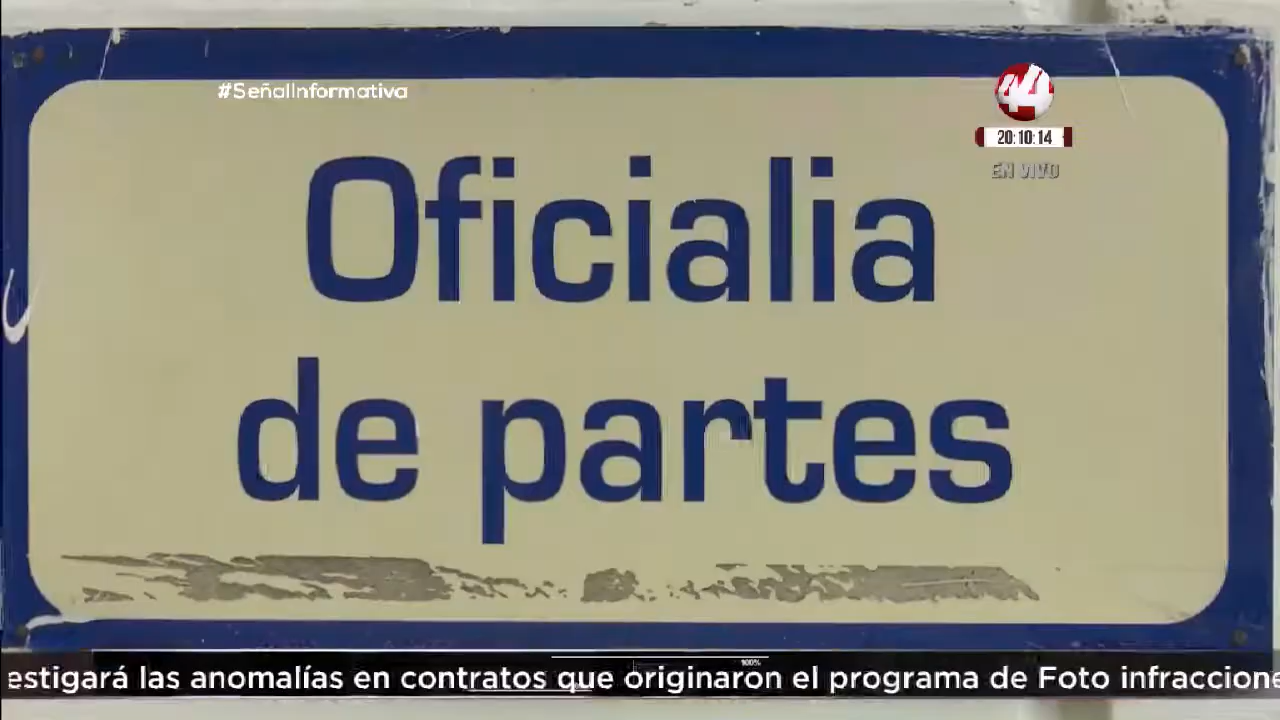 #SeñalInformativa
44
20:10:14
EN VIVO
Oficialia
de partes
100%
estigará las anomalías en contratos que originaron el programa de Foto infraccione